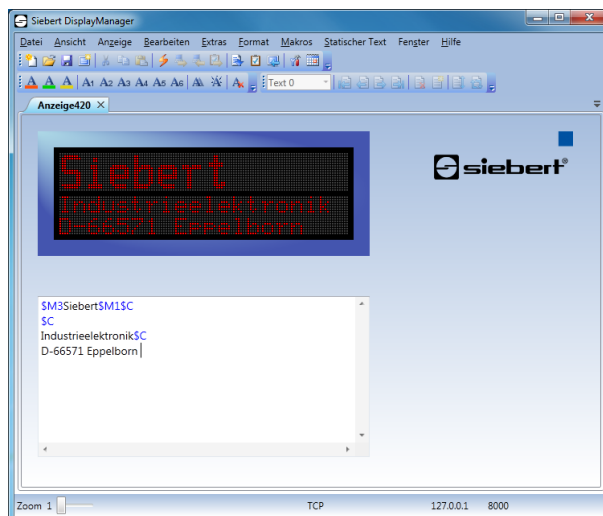 Siebert DisplayManager
Datei Ansicht Anzeige Bearbeiten Extras Format Makros Statischer Text Fenster Hilfe
A A A A1 A2 A3 A4 A5 A6 AA A Text 0
Anzeige420
Siebert
Industrieelektronik
D-66571 Eppelborn
siebert®
$M3Siebert$M1$C
$C
Industrieelektronik$C
D-66571 Eppelborn
Zoom 1 TCP 127.0.0.1 8000